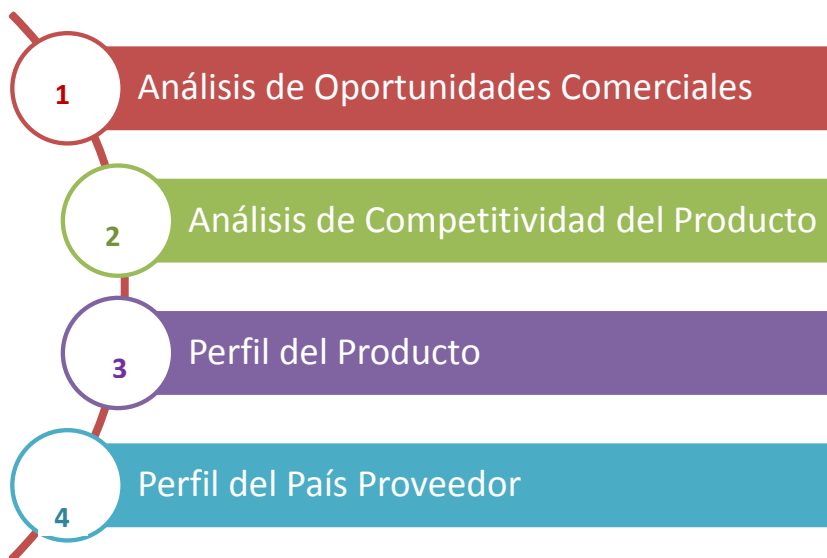 1 Análisis de Oportunidades Comerciales
2 Análisis de Competitividad del Producto
3 Perfil del Producto
4 Perfil del País Proveedor